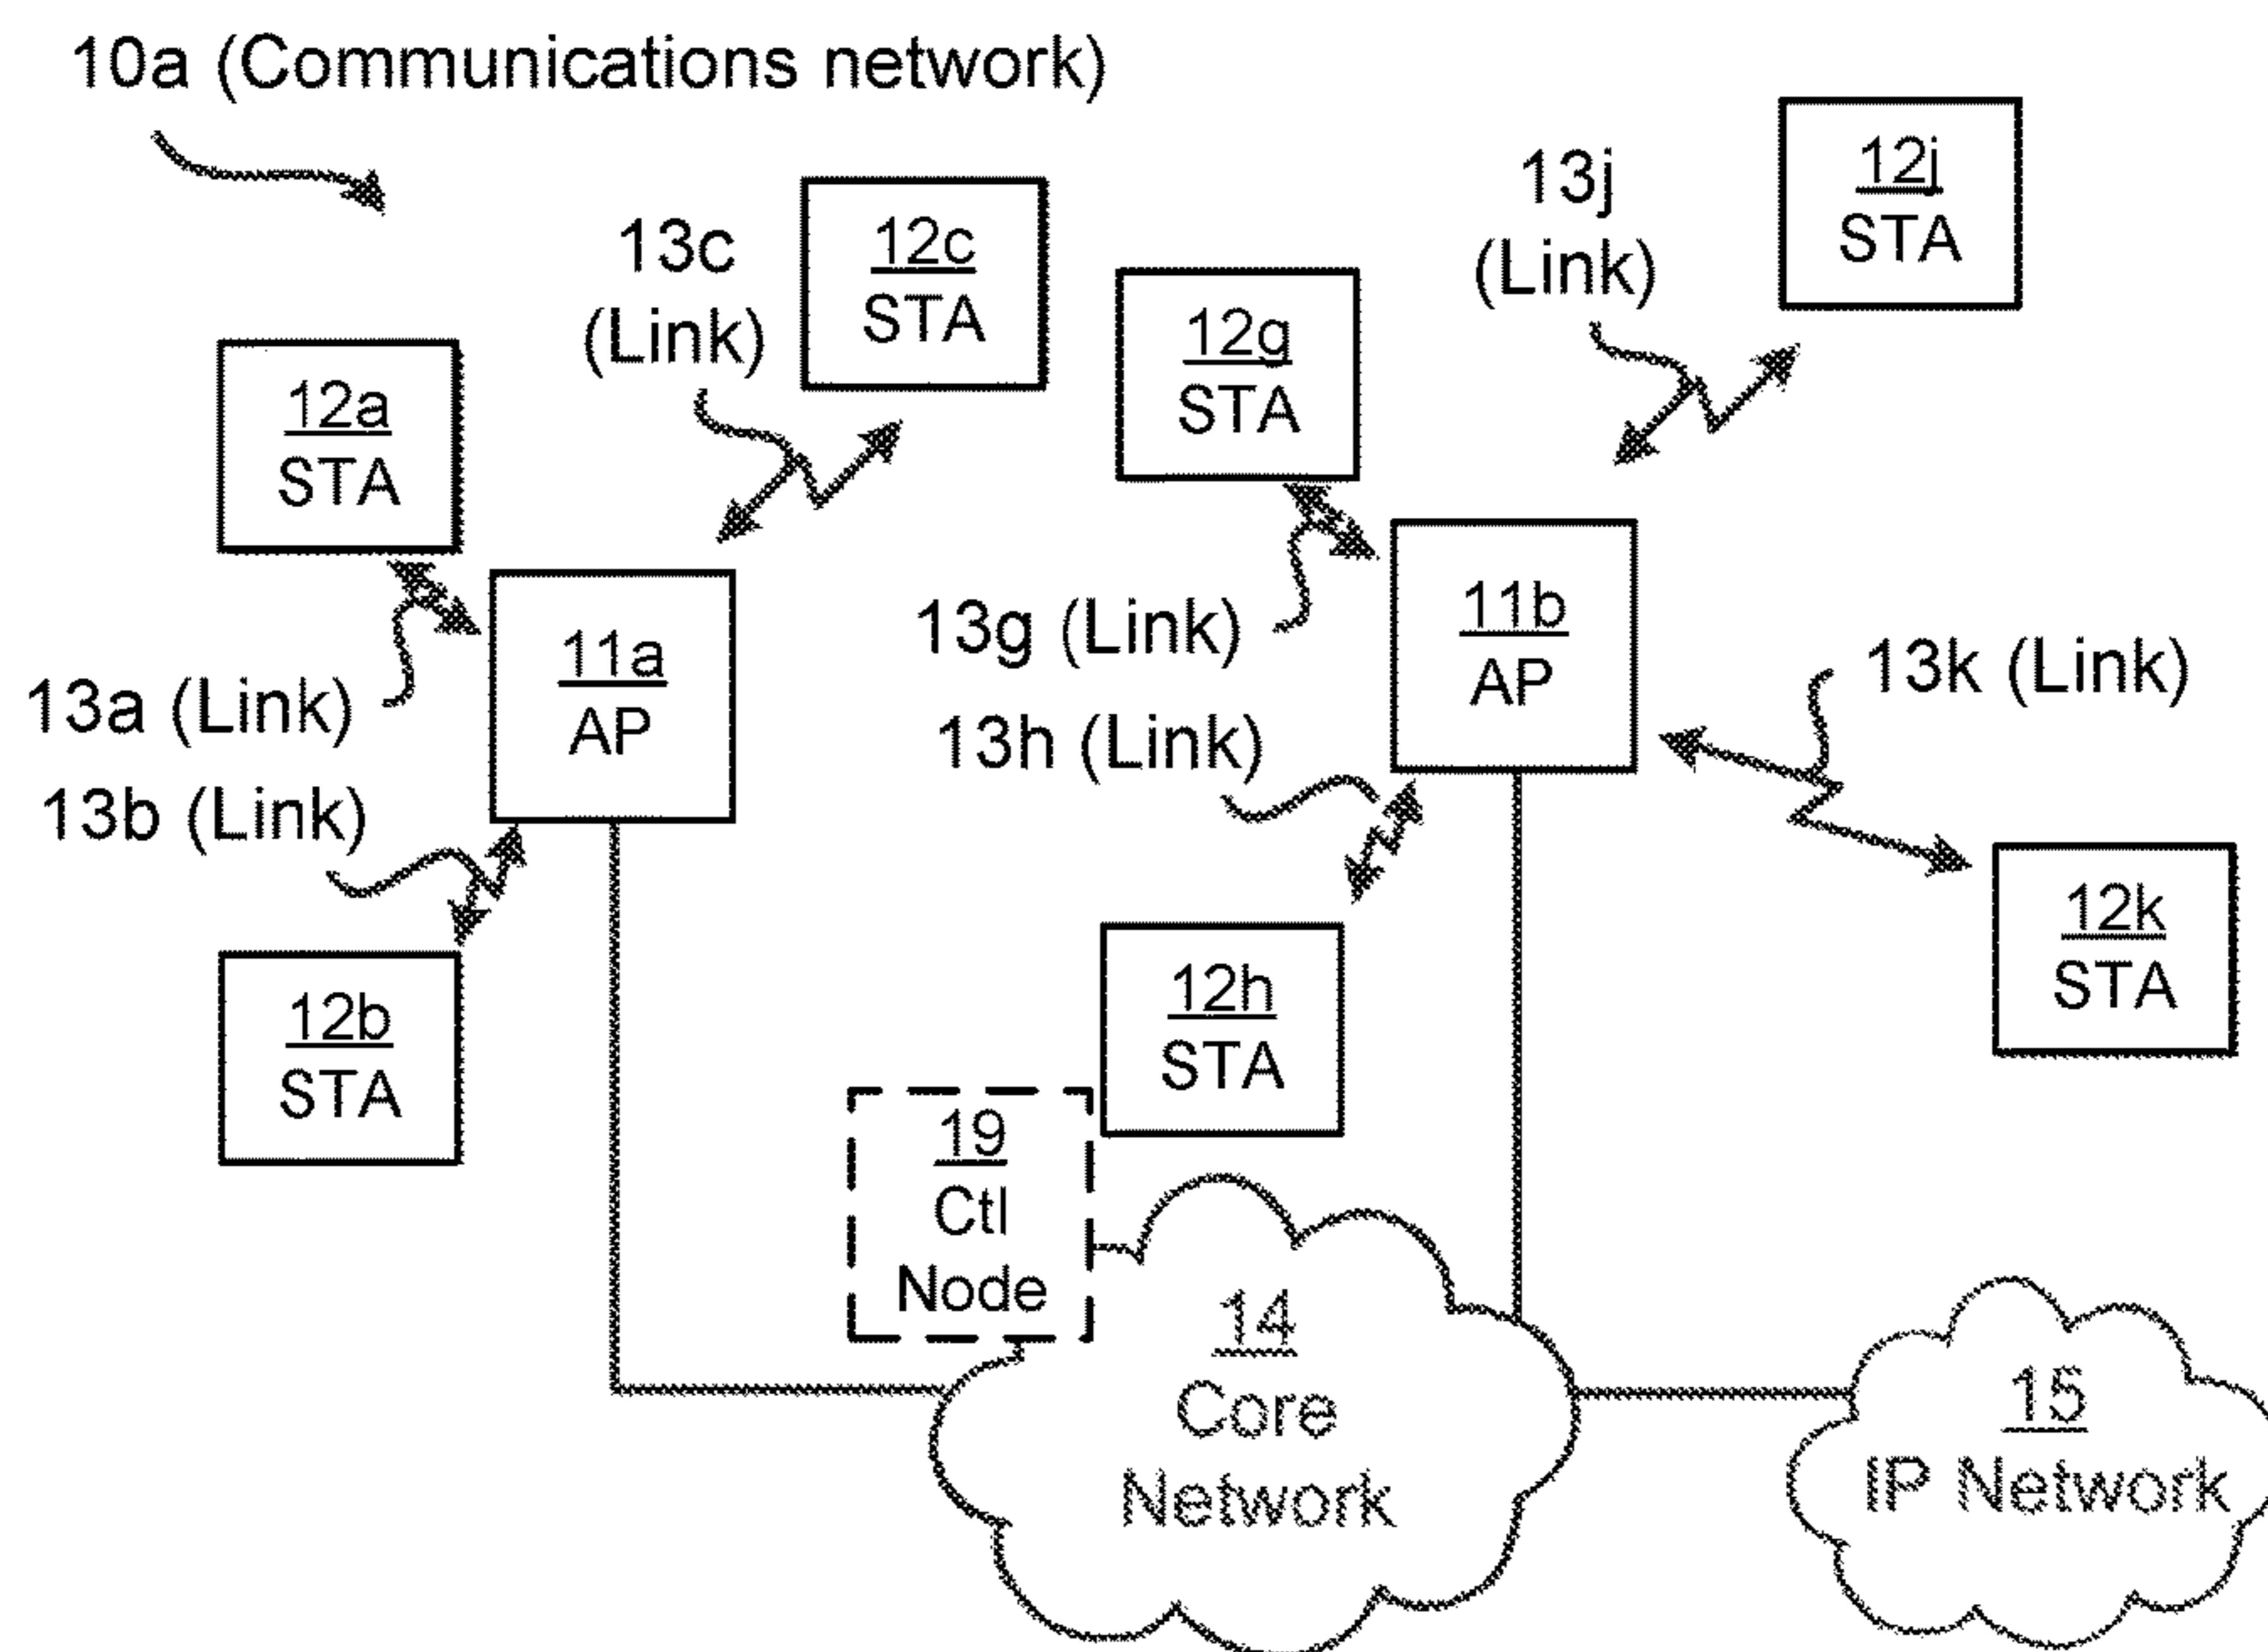 10a (Communications network)
12j
STA
13j
(Link)
12c
STA
13c
(Link)
12g
STA
12a
STA
11a
AP
11b
AP
13g (Link)
13h (Link)
13k (Link)
13a (Link)
13b (Link)
12k
STA
12h
STA
12b
STA
19
Ctl
Node
14
Core
Network
15
IP Network